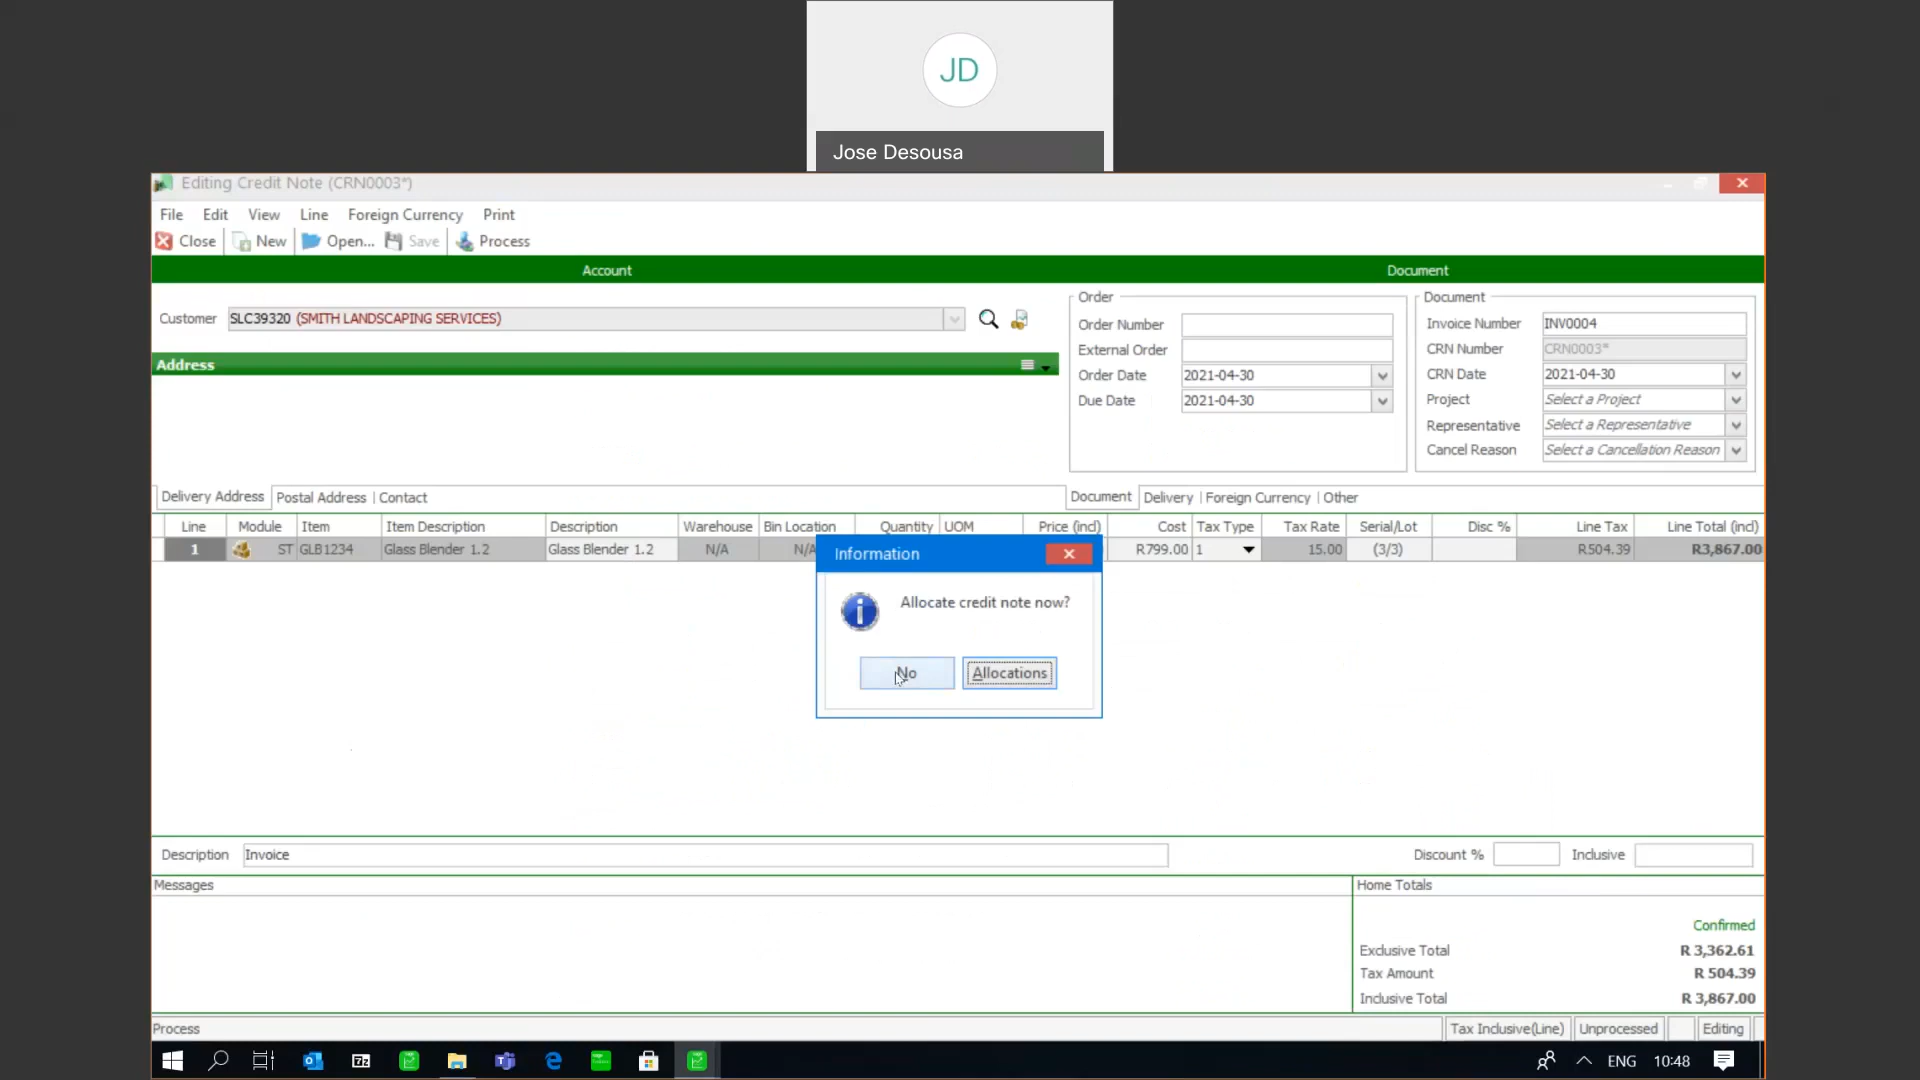 JD
Jose Desousa
Editing Credit Note (CRN0003*)
File Edit View Line Foreign Currency Print
Close New Open... Save Process
Account Document
Customer SLC39320 (SMITH LANDSCAPING SERVICES)
Address
Order
Order Number
External Order
Order Date 2021-04-30
Due Date 2021-04-30
Document
Invoice Number INV0004
CRN Number CRN0003*
CRN Date 2021-04-30
Project Select a Project
Representative Select a Representative
Cancel Reason Select a Cancellation Reason
Delivery Address Postal Address Contact
Document Delivery Foreign Currency Other
Line Module Item Item Description Description Warehouse Bin Location Quantity UOM Price (incl) Cost Tax Type Tax Rate Serial/Lot Disc % Line Tax Line Total (incl)
1 ST GLB1234 Glass Blender 1.2 Glass Blender 1.2 N/A N/A R799.00 1 15.00 (3/3) R504.39 R3,867.00
Information
Allocate credit note now?
No Allocations
Description Invoice
Discount % Inclusive
Messages
Home Totals
Confirmed
Exclusive Total R 3,362.61
Tax Amount R 504.39
Inclusive Total R 3,867.00
Process
Tax Inclusive(Line) Unprocessed Editing
7z
ENG 10:48